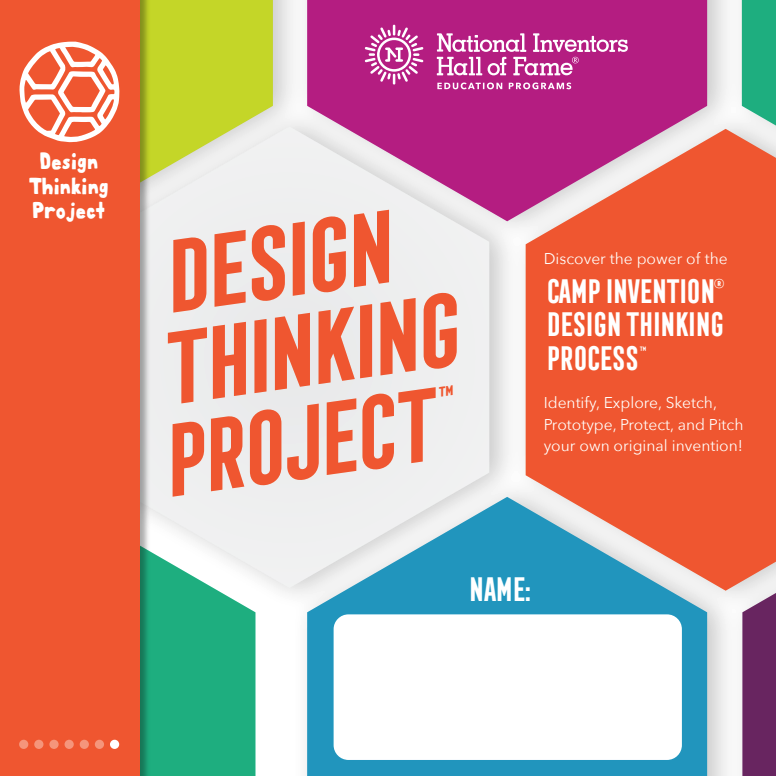 Design
Thinking
Project
National Inventors
Hall of Fame®
EDUCATION PROGRAMS
DESIGN
THINKING
PROJECT™
Discover the power of the
CAMP INVENTION®
DESIGN THINKING
PROCESS™
Identify, Explore, Sketch,
Prototype, Protect, and Pitch
your own original invention!
NAME: